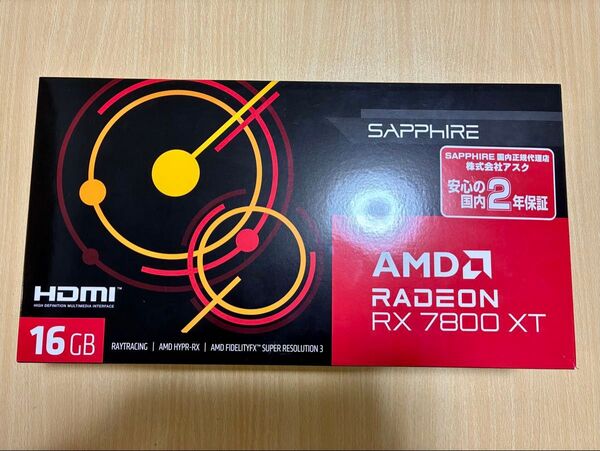 SAPPHIRE
SAPPHIRE 国内正規代理店
株式会社アスク
安心の
国内2年保証
AMD
RADEON
RX 7800 XT
HDMI™
HIGH DEFINITION MULTIMEDIA INTERFACE
16 GB
RAYTRACING | AMD HYPR-RX | AMD FIDELITYFX™ SUPER RESOLUTION 3